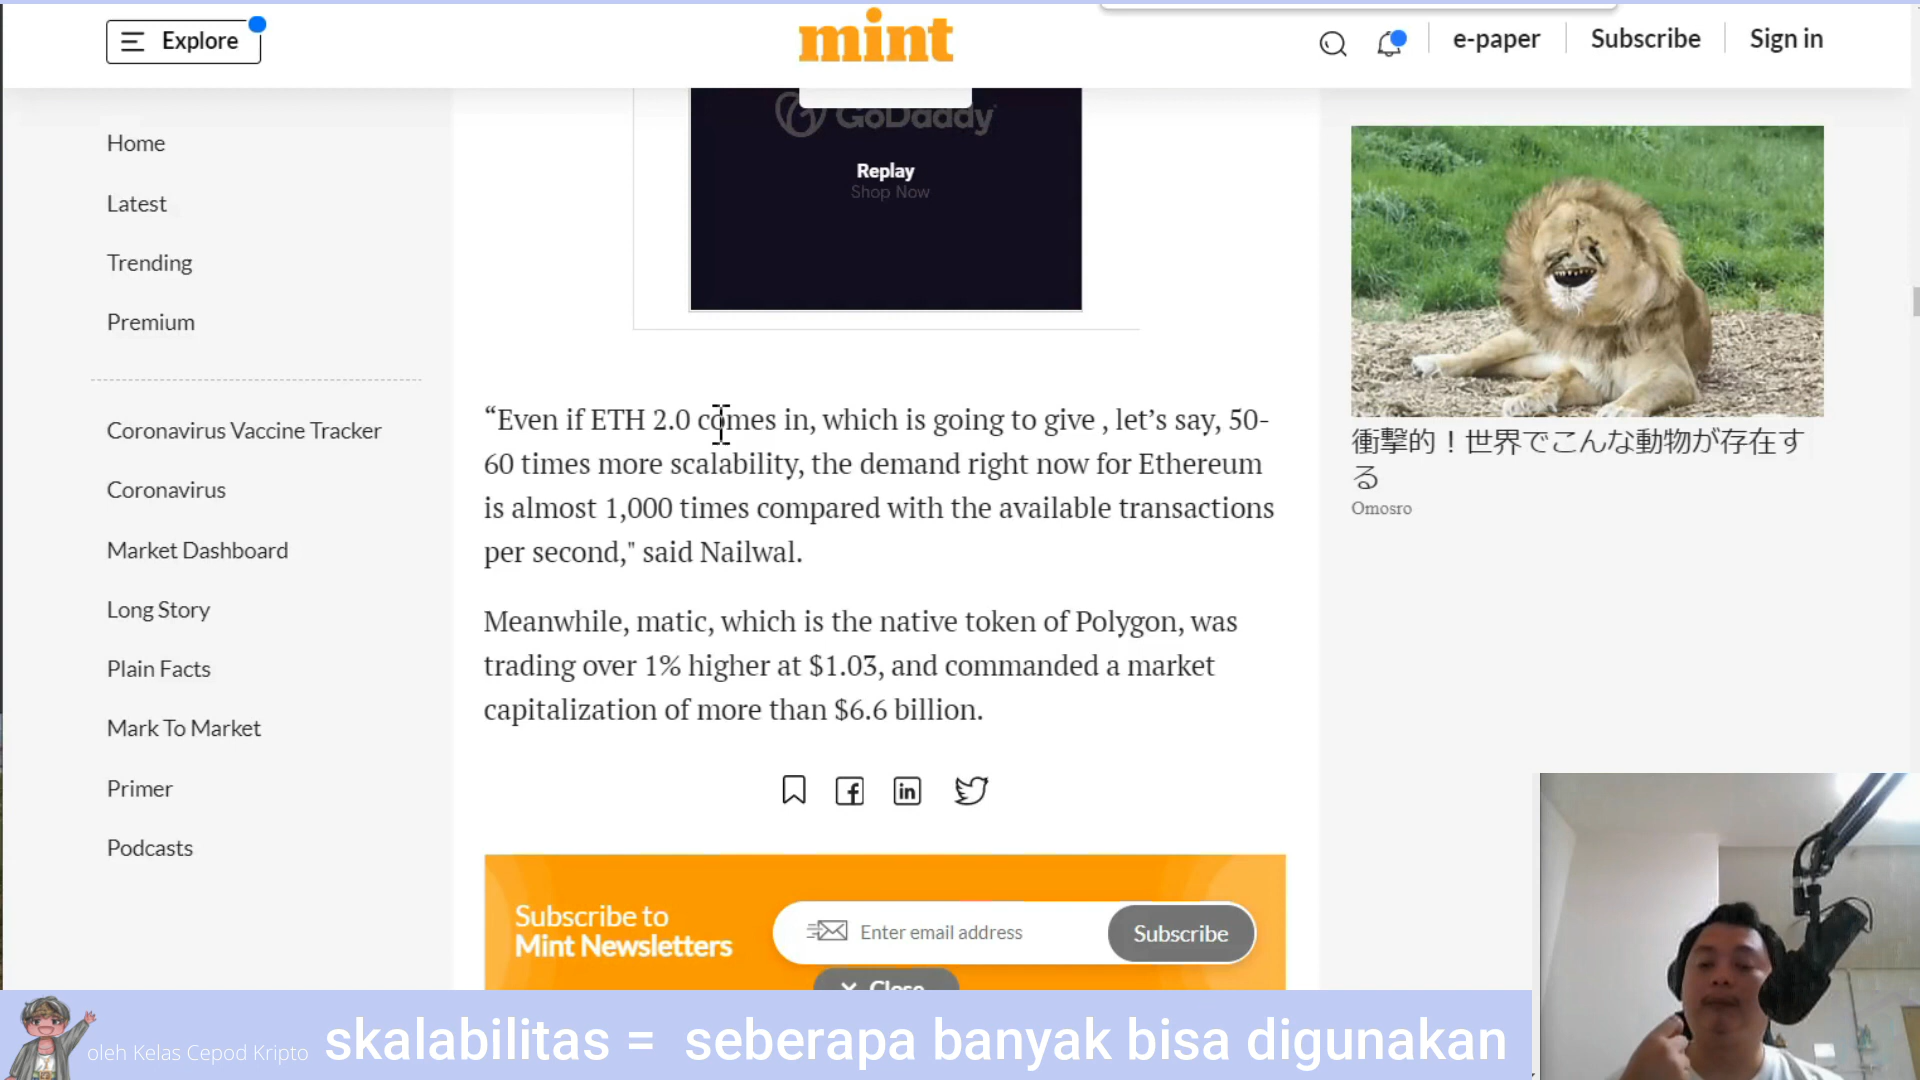 Explore
mint
e-paper
Subscribe
Sign in
Home
Latest
Trending
Premium
Coronavirus Vaccine Tracker
Coronavirus
Market Dashboard
Long Story
Plain Facts
Mark To Market
Primer
Podcasts
GoDaddy
Replay
Shop Now
“Even if ETH 2.0 comes in, which is going to give , let’s say, 50-
60 times more scalability, the demand right now for Ethereum
is almost 1,000 times compared with the available transactions
per second," said Nailwal.
Meanwhile, matic, which is the native token of Polygon, was
trading over 1% higher at $1.03, and commanded a market
capitalization of more than $6.6 billion.
衝撃的！世界でこんな動物が存在す
る
Omosro
Subscribe to
Mint Newsletters
Enter email address
Subscribe
Close
oleh Kelas Cepod Kripto
skalabilitas = seberapa banyak bisa digunakan